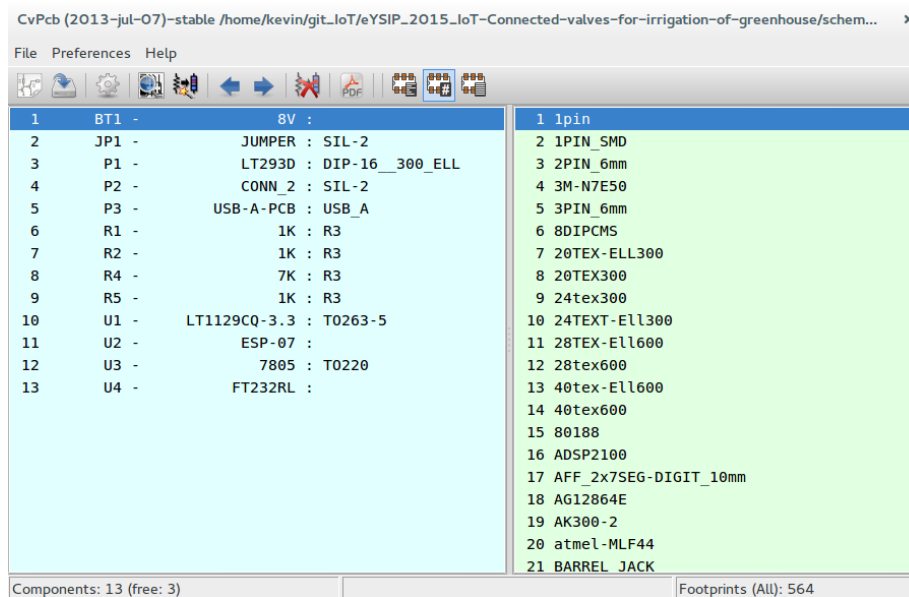 CvPcb (2013-jul-07)-stable /home/kevin/git_IoT/eYSIP_2015_IoT-Connected-valves-for-irrigation-of-greenhouse/schem... x
File Preferences Help
PDF
1 BT1 - 8V :
2 JP1 - JUMPER : SIL-2
3 P1 - LT293D : DIP-16__300_ELL
4 P2 - CONN_2 : SIL-2
5 P3 - USB-A-PCB : USB_A
6 R1 - 1K : R3
7 R2 - 1K : R3
8 R4 - 7K : R3
9 R5 - 1K : R3
10 U1 - LT1129CQ-3.3 : TO263-5
11 U2 - ESP-07 :
12 U3 - 7805 : TO220
13 U4 - FT232RL :
1 1pin
2 1PIN_SMD
3 2PIN_6mm
4 3M-N7E50
5 3PIN_6mm
6 8DIPCMS
7 20TEX-ELL300
8 20TEX300
9 24tex300
10 24TEXT-Ell300
11 28TEX-Ell600
12 28tex600
13 40tex-Ell600
14 40tex600
15 80188
16 ADSP2100
17 AFF_2x7SEG-DIGIT_10mm
18 AG12864E
19 AK300-2
20 atmel-MLF44
21 BARREL JACK
Components: 13 (free: 3)
Footprints (All): 564